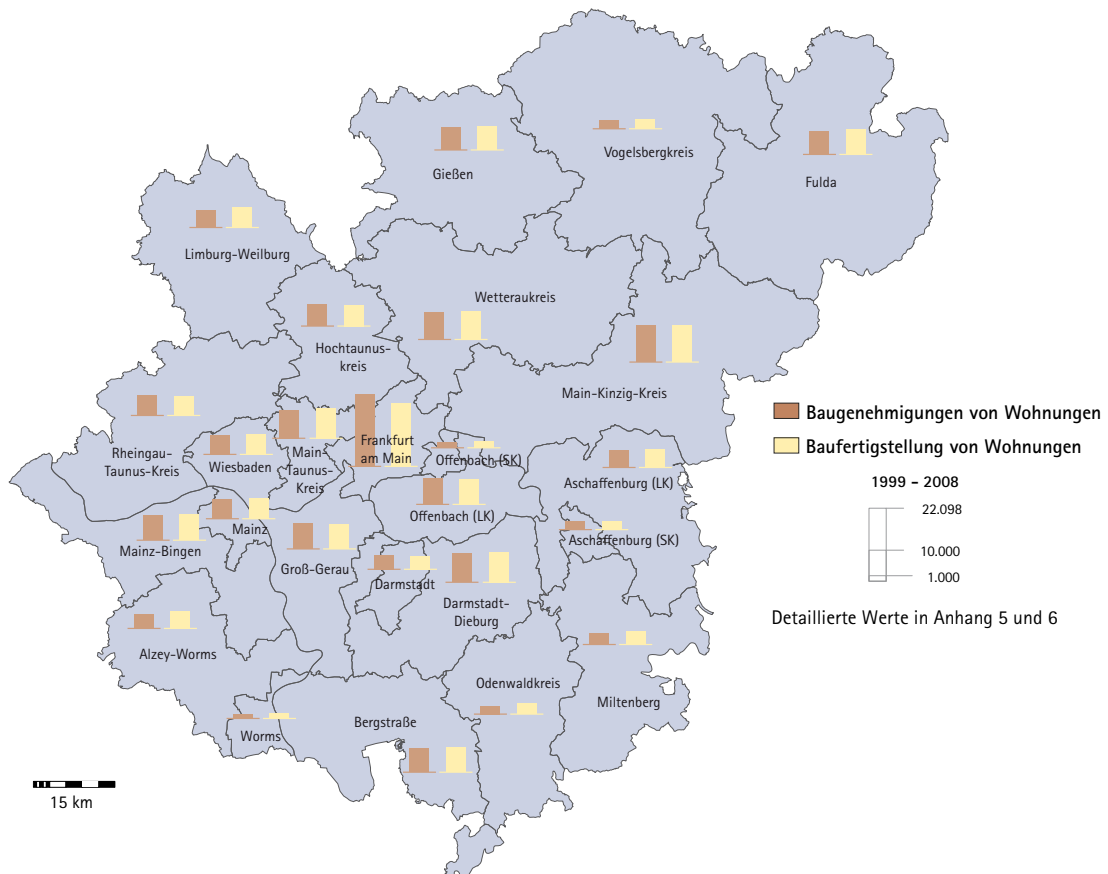 Vogelsbergkreis
Gießen
Fulda
Limburg-Weilburg
Wetteraukreis
Hochtaunus-
kreis
Main-Kinzig-Kreis
Rheingau-
Taunus-Kreis
Wiesbaden
Main-
Taunus-
Kreis
Frankfurt
am Main
Offenbach (SK)
Aschaffenburg (LK)
Offenbach (LK)
Mainz
Mainz-Bingen
Groß-Gerau
Aschaffenburg (SK)
Darmstadt
Darmstadt-
Dieburg
Alzey-Worms
Odenwaldkreis
Miltenberg
Bergstraße
Worms
15 km
Baugenehmigungen von Wohnungen
Baufertigstellung von Wohnungen
1999 - 2008
22.098
10.000
1.000
Detaillierte Werte in Anhang 5 und 6